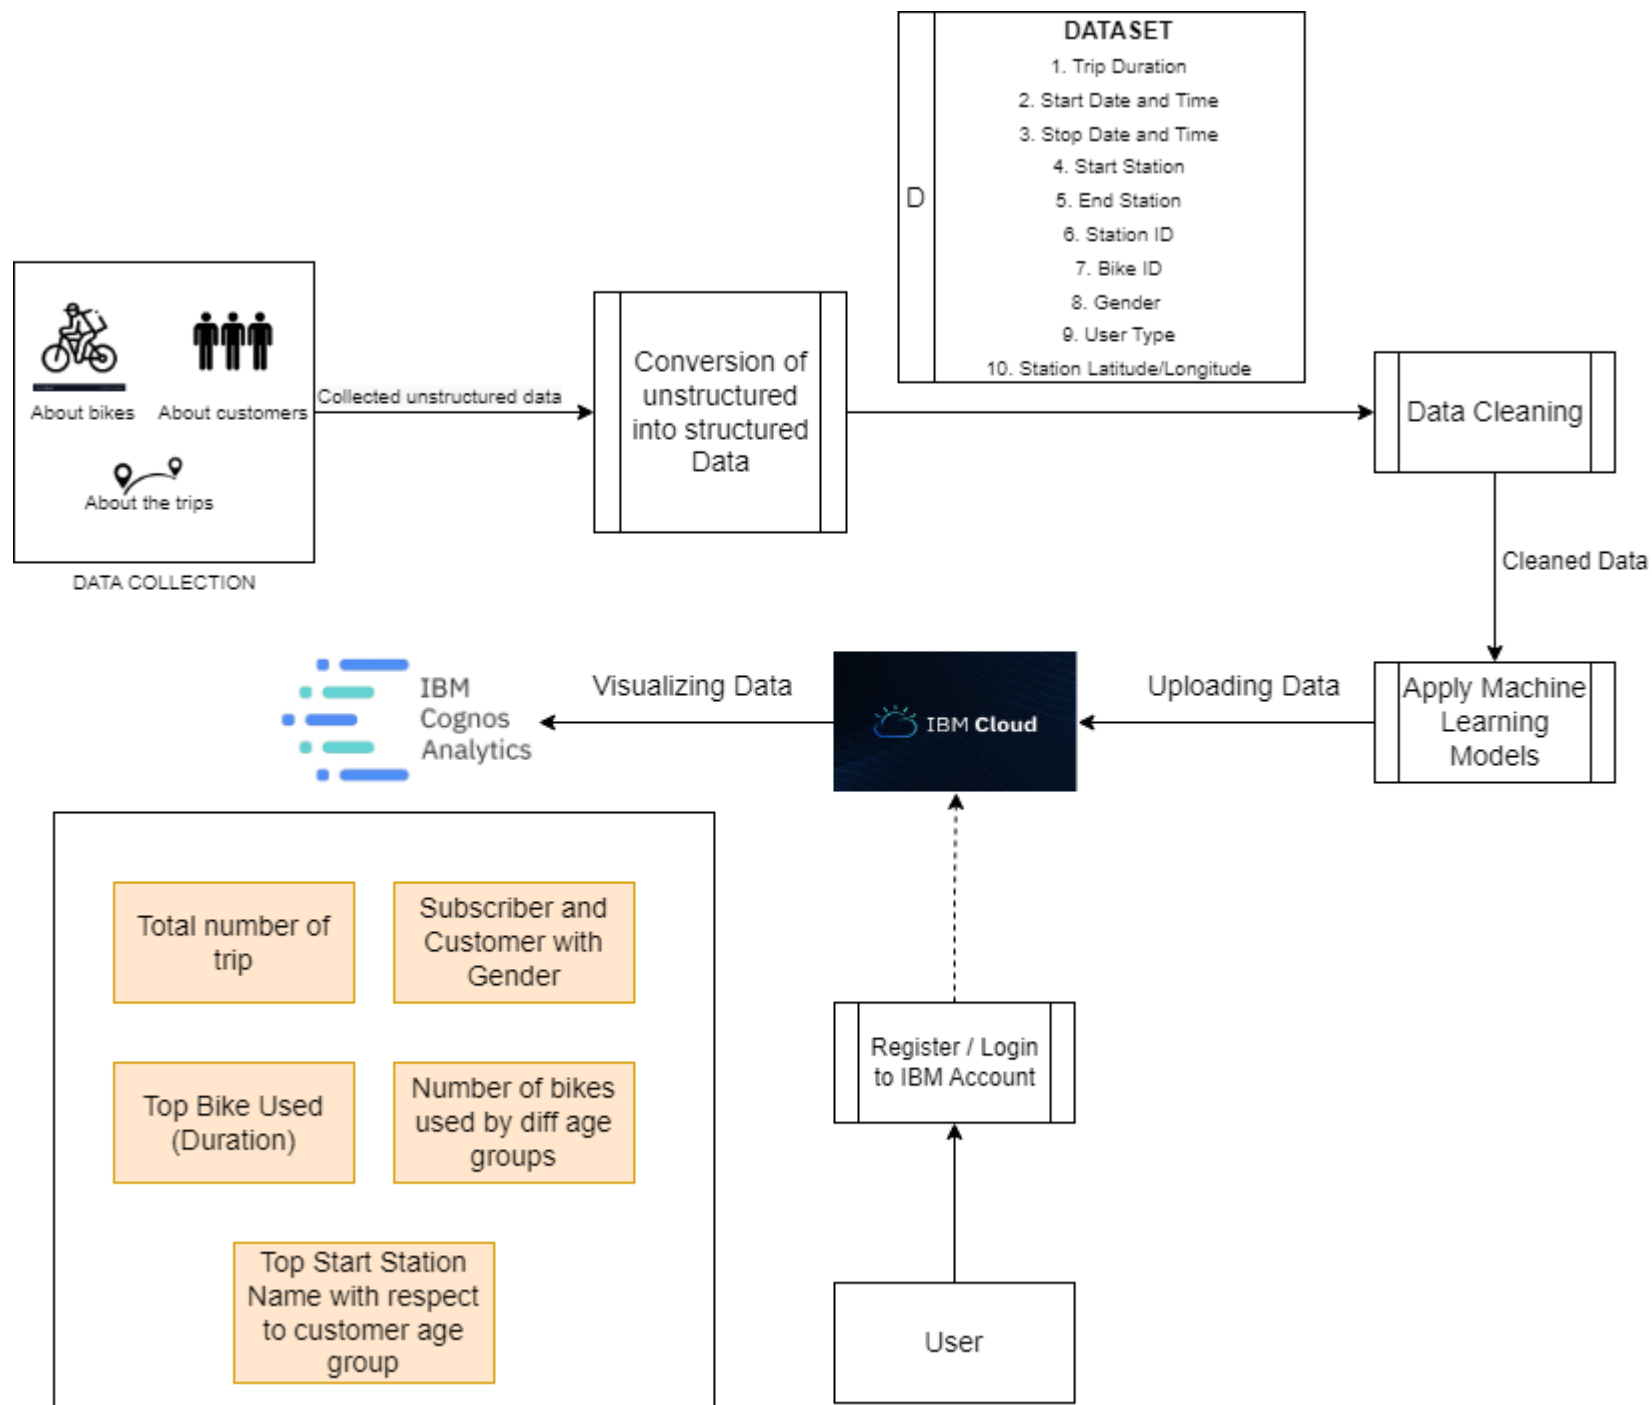 DATASET
1. Trip Duration
2. Start Date and Time
3. Stop Date and Time
4. Start Station
5. End Station
6. Station ID
7. Bike ID
8. Gender
9. User Type
10. Station Latitude/Longitude
D
About bikes
About customers
About the trips
DATA COLLECTION
Collected unstructured data
Conversion of
unstructured
into structured
Data
Data Cleaning
Cleaned Data
Apply Machine
Learning
Models
Uploading Data
IBM Cloud
Visualizing Data
IBM
Cognos
Analytics
Total number of
trip
Subscriber and
Customer with
Gender
Top Bike Used
(Duration)
Number of bikes
used by diff age
groups
Top Start Station
Name with respect
to customer age
group
Register / Login
to IBM Account
User